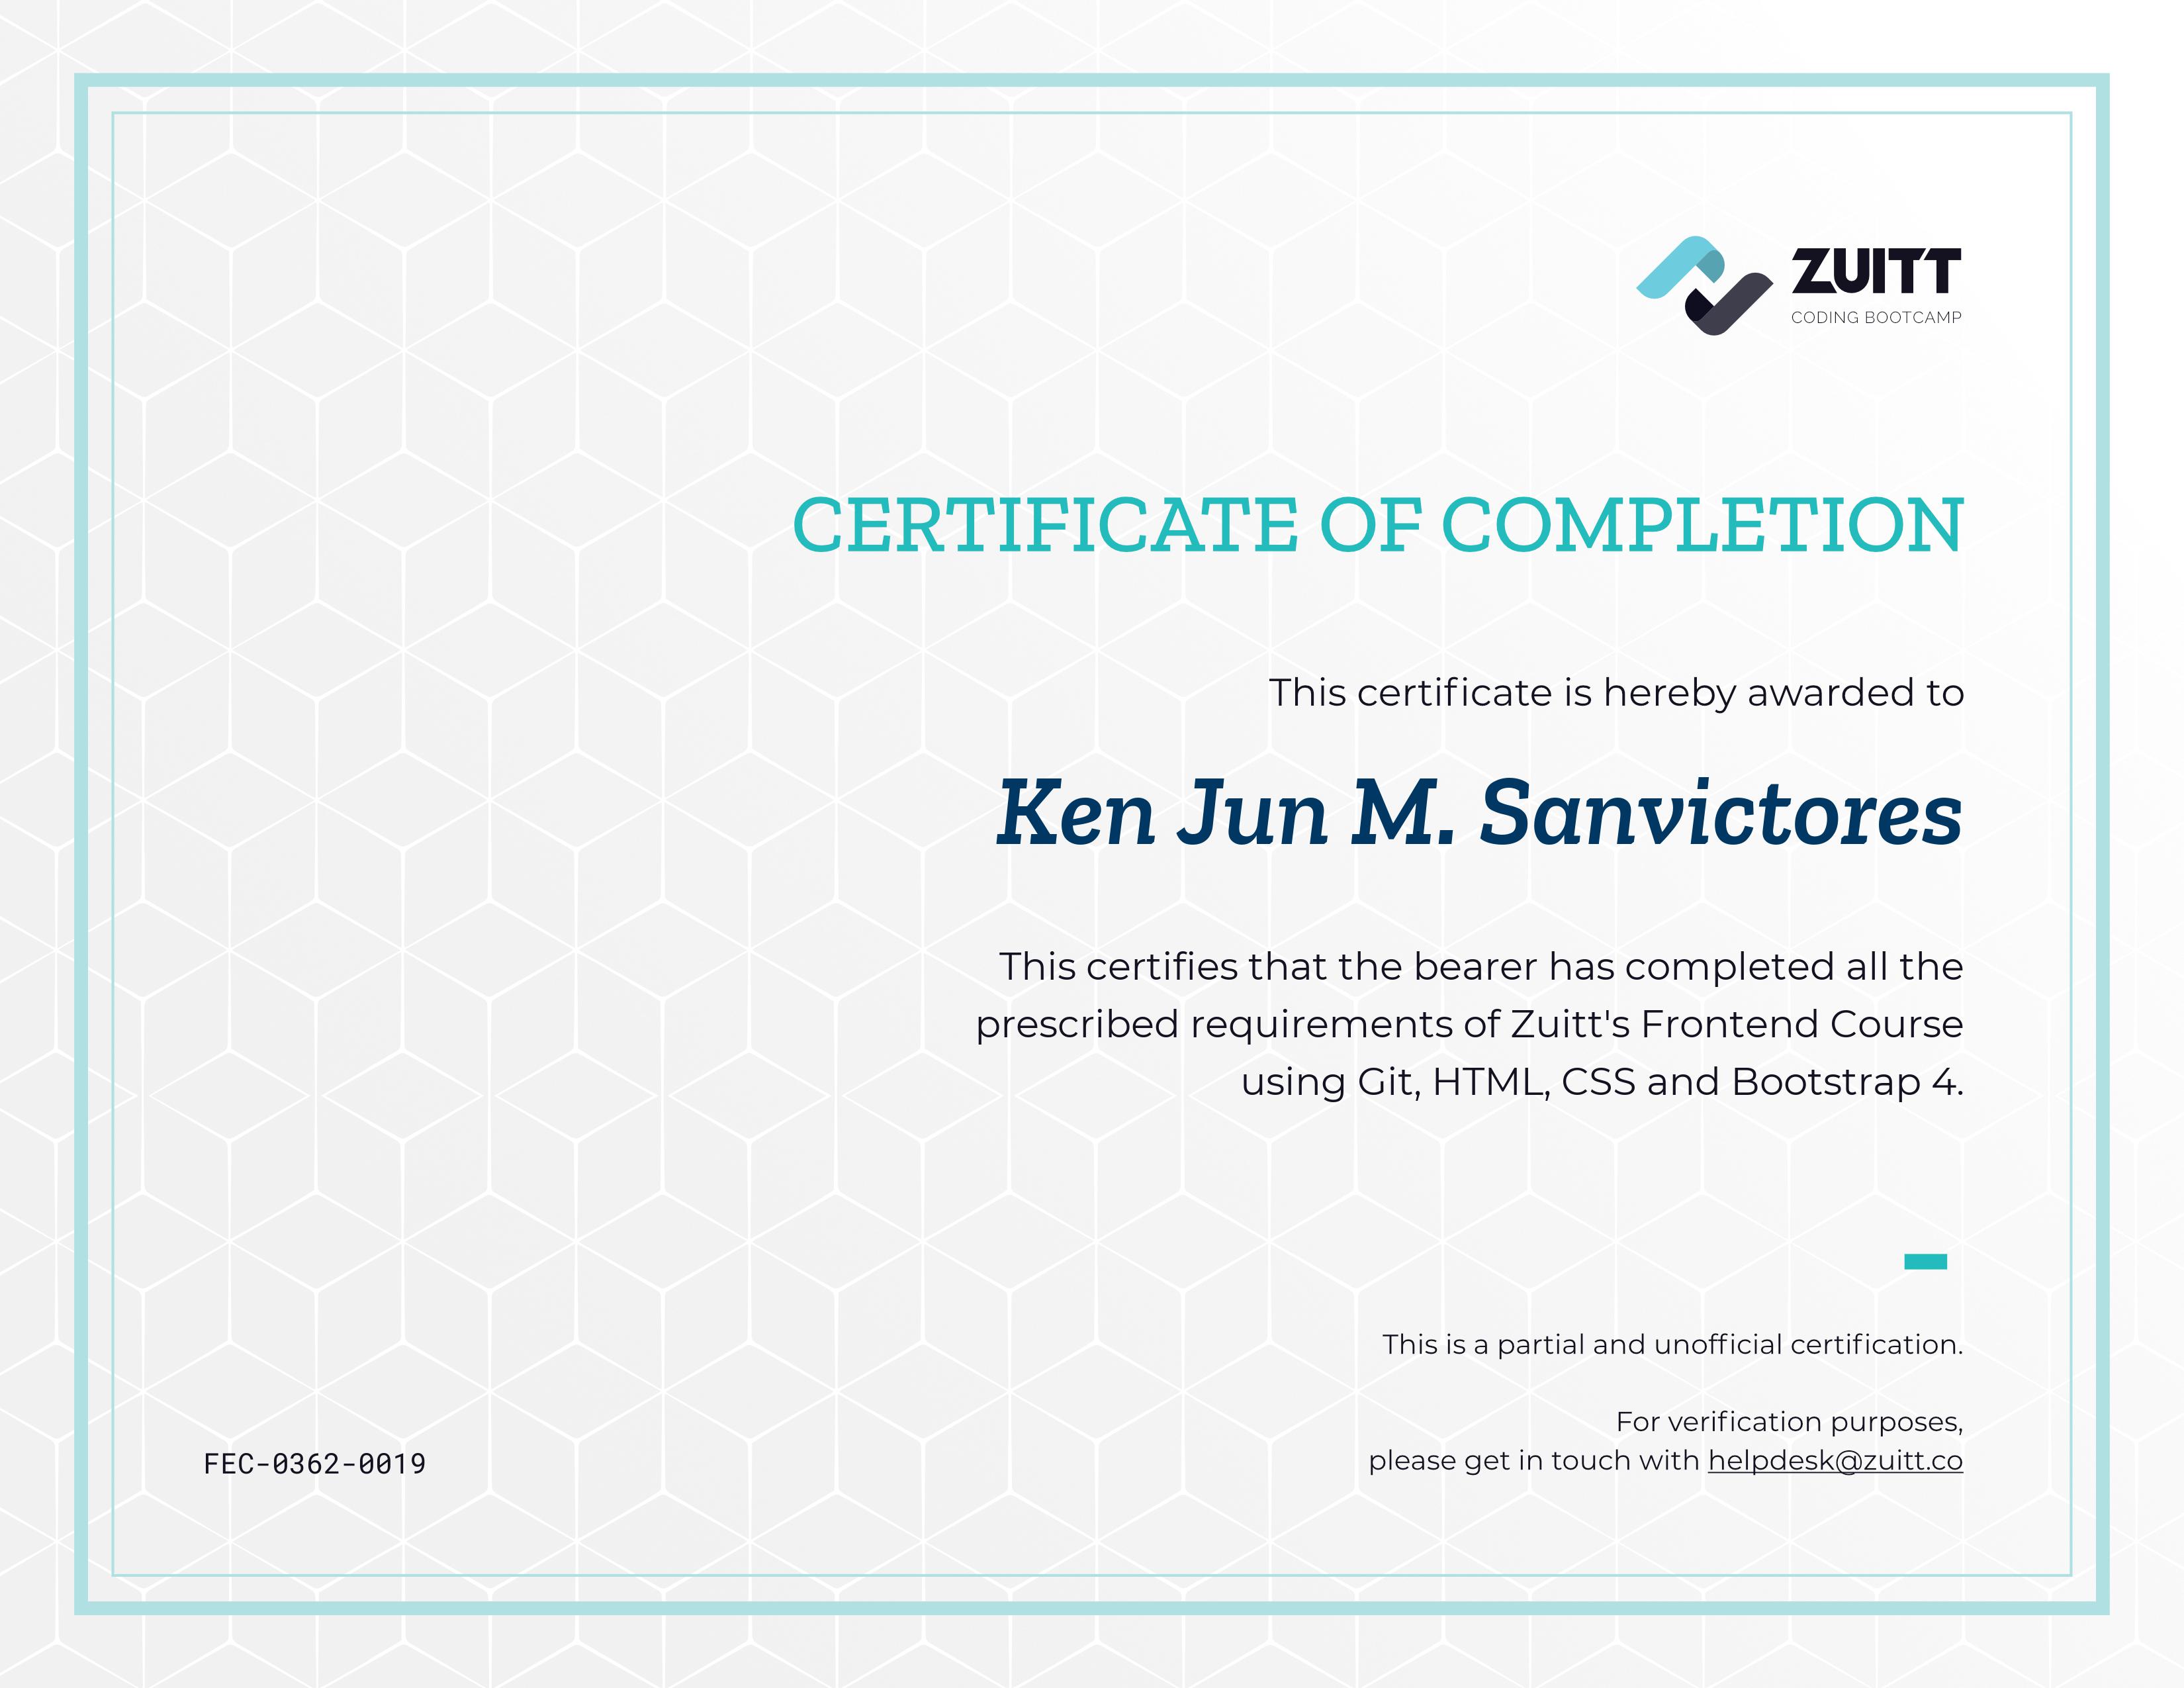 ZUITT
CODING BOOTCAMP
CERTIFICATE OF COMPLETION
This certificate is hereby awarded to
Ken Jun M. Sanvictores
This certifies that the bearer has completed all the
prescribed requirements of Zuitt's Frontend Course
using Git, HTML, CSS and Bootstrap 4.
This is a partial and unofficial certification.
For verification purposes,
please get in touch with helpdesk@zuitt.co
FEC-0362-0019